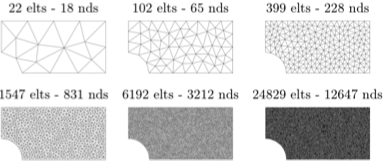 22 elts - 18 nds 102 elts - 65 nds 399 elts - 228 nds
1547 elts - 831 nds 6192 elts - 3212 nds 24829 elts - 12647 nds